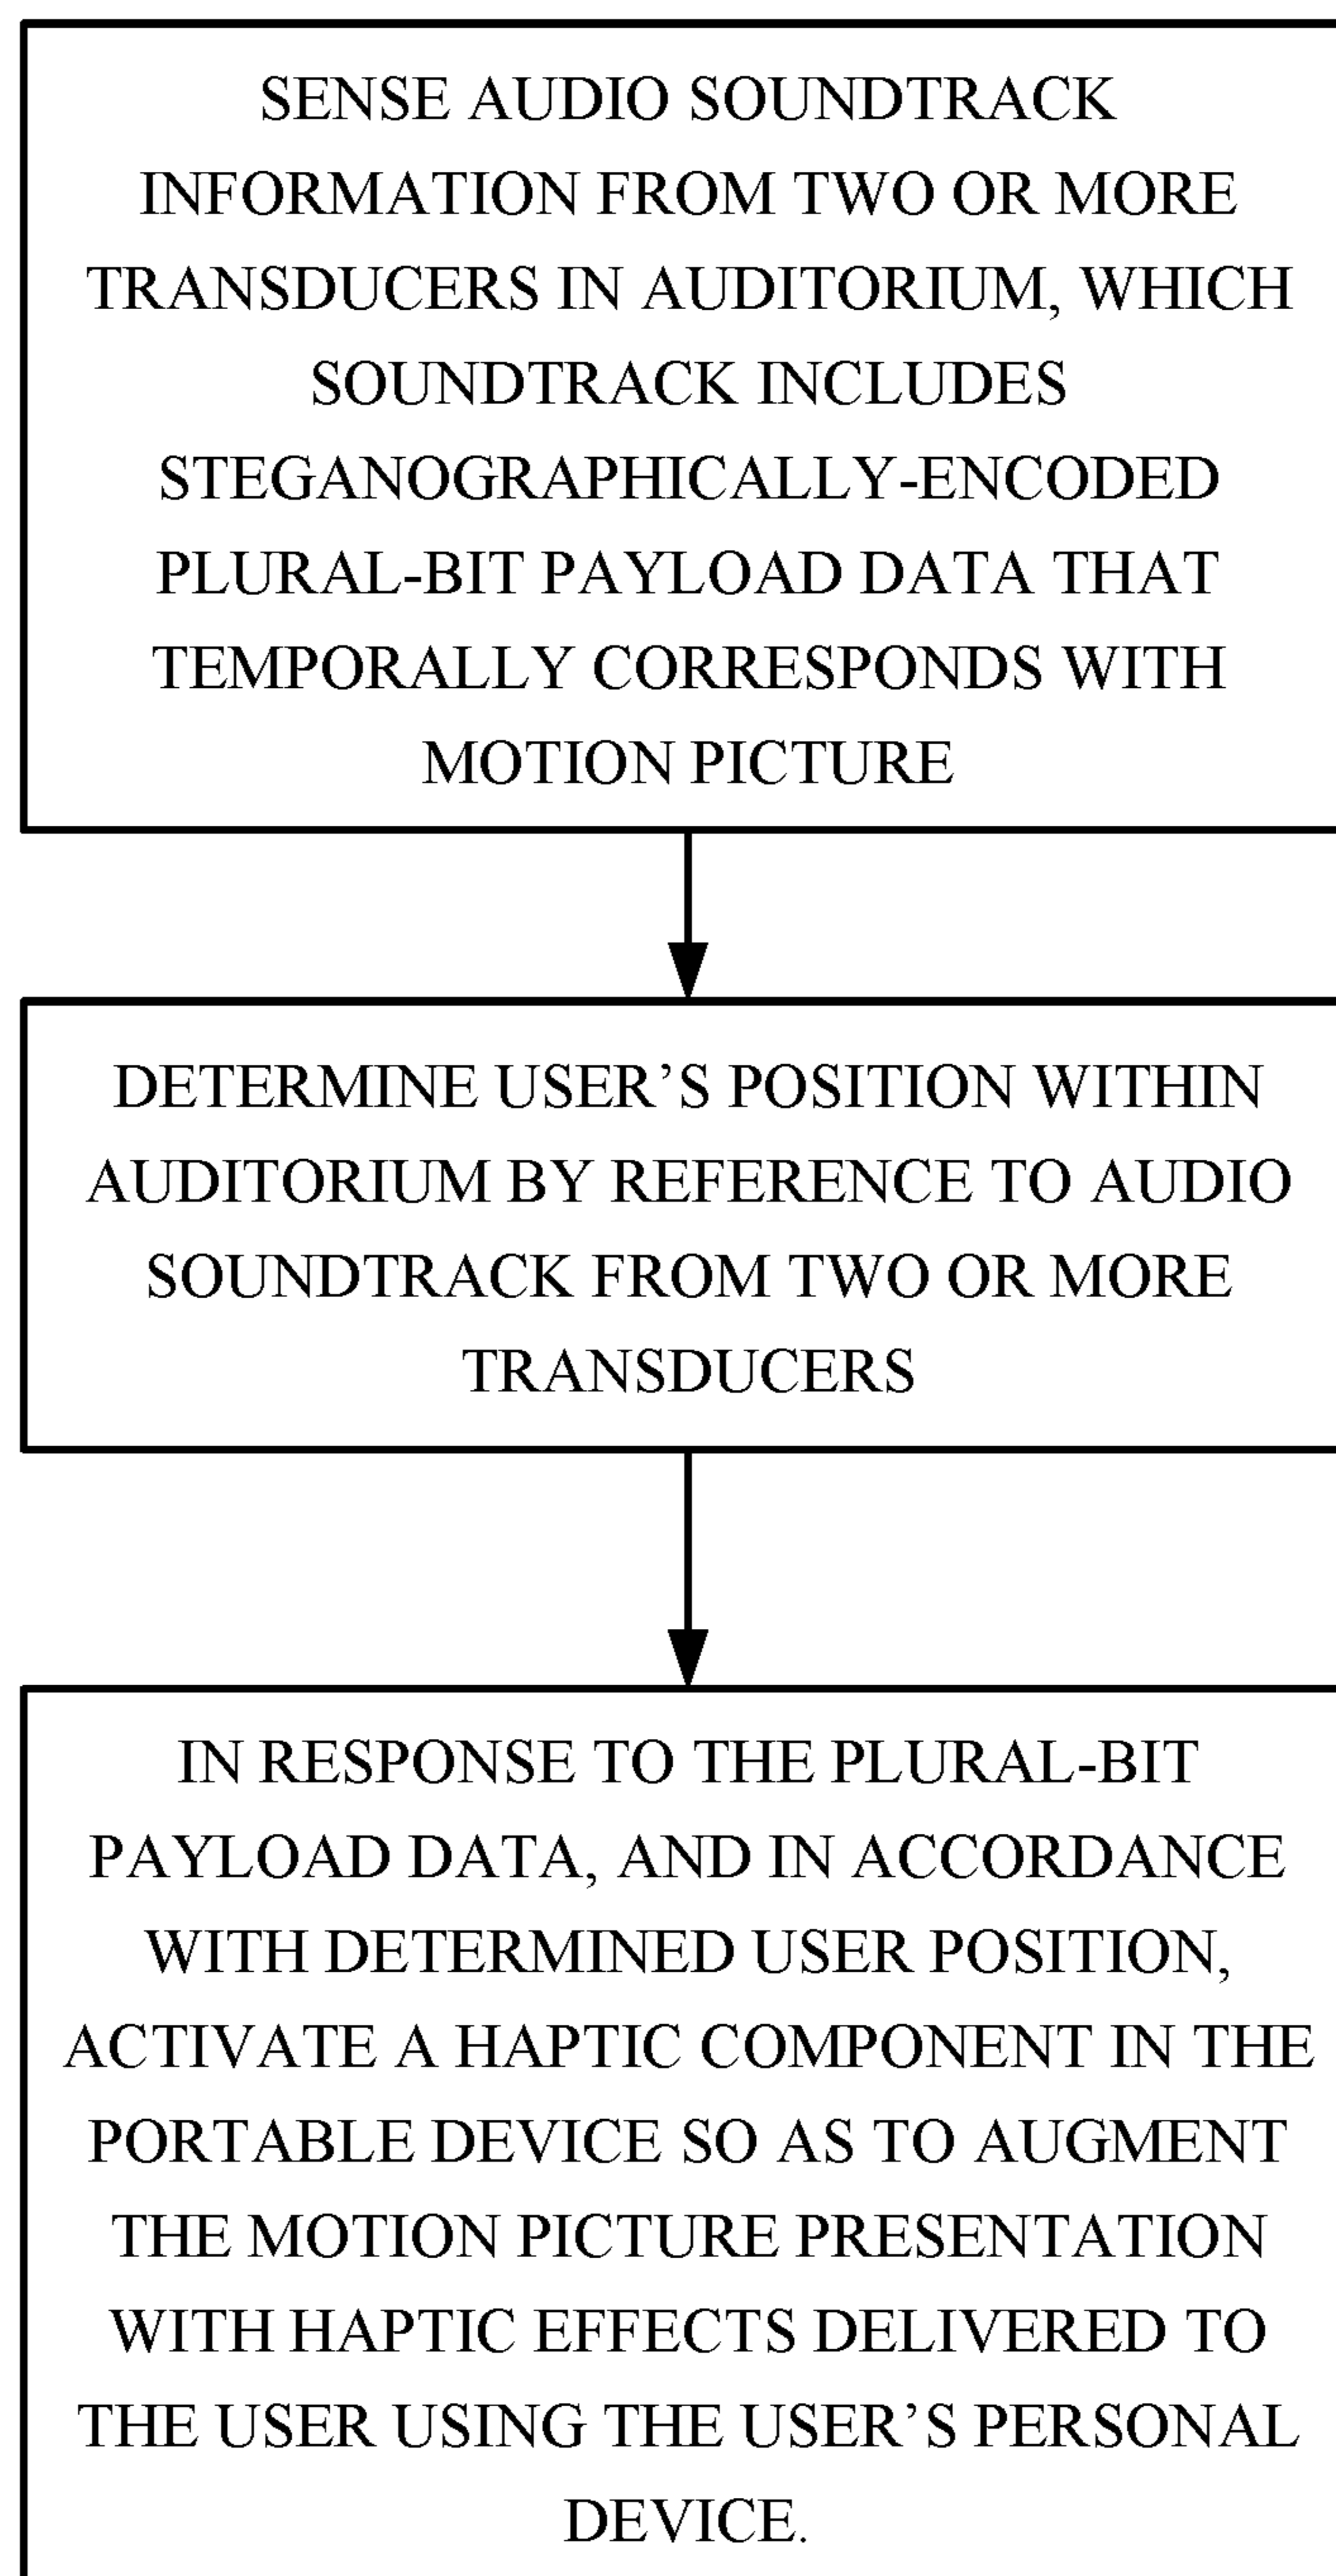 SENSE AUDIO SOUNDTRACK
INFORMATION FROM TWO OR MORE
TRANSDUCERS IN AUDITORIUM, WHICH
SOUNDTRACK INCLUDES
STEGANOGRAPHICALLY-ENCODED
PLURAL-BIT PAYLOAD DATA THAT
TEMPORALLY CORRESPONDS WITH
MOTION PICTURE
DETERMINE USER’S POSITION WITHIN
AUDITORIUM BY REFERENCE TO AUDIO
SOUNDTRACK FROM TWO OR MORE
TRANSDUCERS
IN RESPONSE TO THE PLURAL-BIT
PAYLOAD DATA, AND IN ACCORDANCE
WITH DETERMINED USER POSITION,
ACTIVATE A HAPTIC COMPONENT IN THE
PORTABLE DEVICE SO AS TO AUGMENT
THE MOTION PICTURE PRESENTATION
WITH HAPTIC EFFECTS DELIVERED TO
THE USER USING THE USER’S PERSONAL
DEVICE.